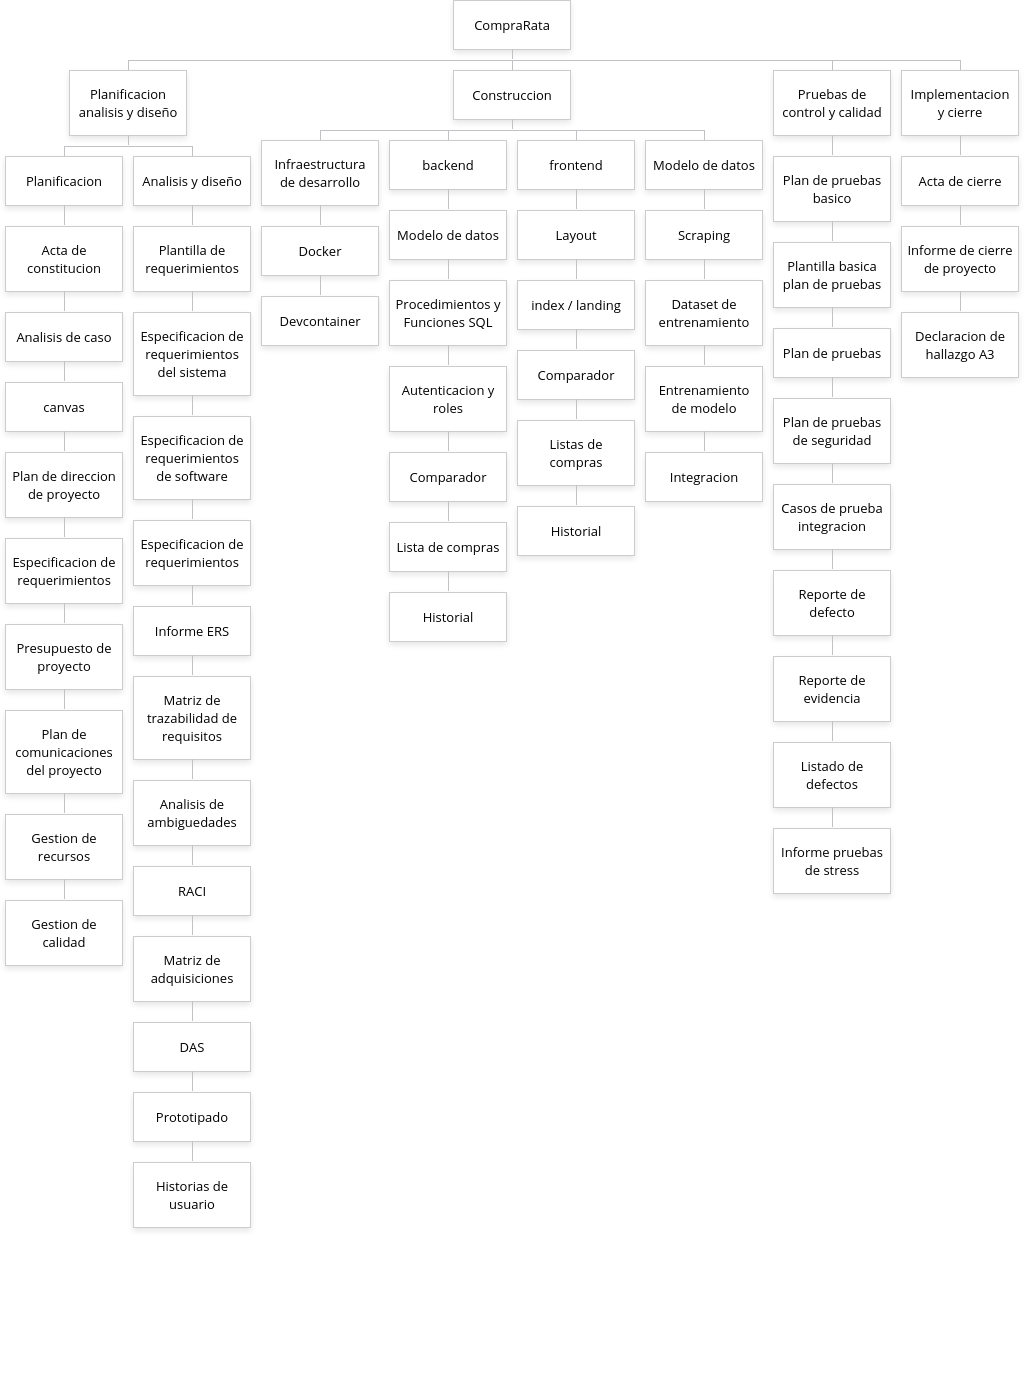 CompraRata
Planificacion
analisis y diseño
Construccion
Pruebas de
control y calidad
Implementacion
y cierre
Planificacion
Acta de
constitucion
Analisis de caso
canvas
Plan de direccion
de proyecto
Especificacion de
requerimientos
Presupuesto de
proyecto
Plan de
comunicaciones
del proyecto
Gestion de
recursos
Gestion de
calidad
Analisis y diseño
Plantilla de
requerimientos
Especificacion de
requerimientos
del sistema
Especificacion de
requerimientos
de software
Especificacion de
requerimientos
Informe ERS
Matriz de
trazabilidad de
requisitos
Analisis de
ambiguedades
RACI
Matriz de
adquisiciones
DAS
Prototipado
Historias de
usuario
Infraestructura
de desarrollo
Docker
Devcontainer
backend
Modelo de datos
Procedimientos y
Funciones SQL
Autenticacion y
roles
Comparador
Lista de compras
Historial
frontend
Layout
index / landing
Comparador
Listas de
compras
Historial
Modelo de datos
Scraping
Dataset de
entrenamiento
Entrenamiento
de modelo
Integracion
Plan de pruebas
basico
Plantilla basica
plan de pruebas
Plan de pruebas
Plan de pruebas
de seguridad
Casos de prueba
integracion
Reporte de
defecto
Reporte de
evidencia
Listado de
defectos
Informe pruebas
de stress
Acta de cierre
Informe de cierre
de proyecto
Declaracion de
hallazgo A3